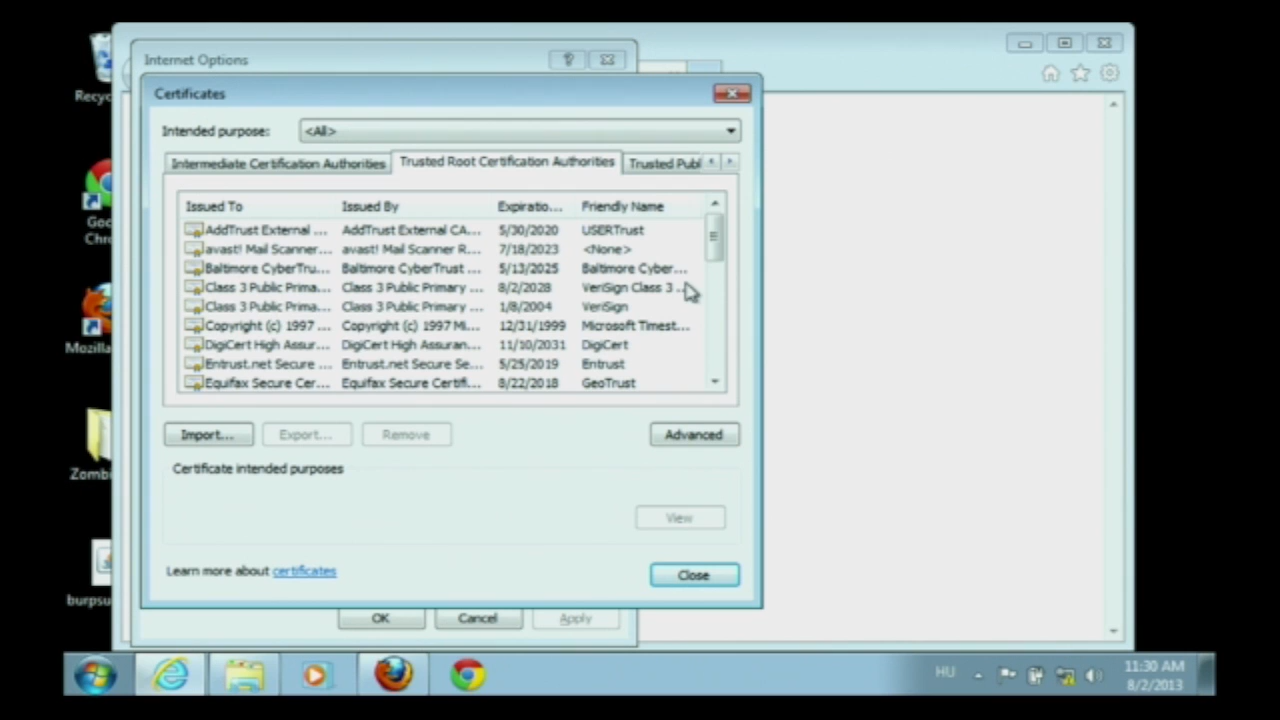 Internet Options
Certificates
Intended purpose: <All>
Intermediate Certification Authorities Trusted Root Certification Authorities Trusted Publ
Issued To Issued By Expiratio... Friendly Name
AddTrust External ... AddTrust External CA... 5/30/2020 USERTrust
avast! Mail Scanner... avast! Mail Scanner R... 7/18/2023 <None>
Baltimore CyberTru... Baltimore CyberTrust ... 5/13/2025 Baltimore Cyber...
Class 3 Public Prima... Class 3 Public Primary ... 8/2/2028 VeriSign Class 3 ...
Class 3 Public Prima... Class 3 Public Primary ... 1/8/2004 VeriSign
Copyright (c) 1997 ... Copyright (c) 1997 Mi... 12/31/1999 Microsoft Timest...
DigiCert High Assur... DigiCert High Assuran... 11/10/2031 DigiCert
Entrust.net Secure ... Entrust.net Secure Se... 5/25/2019 Entrust
Equifax Secure Cer... Equifax Secure Certifi... 8/22/2018 GeoTrust
Import... Export... Remove Advanced
Certificate intended purposes
View
Learn more about certificates
Close
OK Cancel Apply
Recyc
Goo
Chr
Mozilla
Zombi
burpsu
HU
11:30 AM
8/2/2013